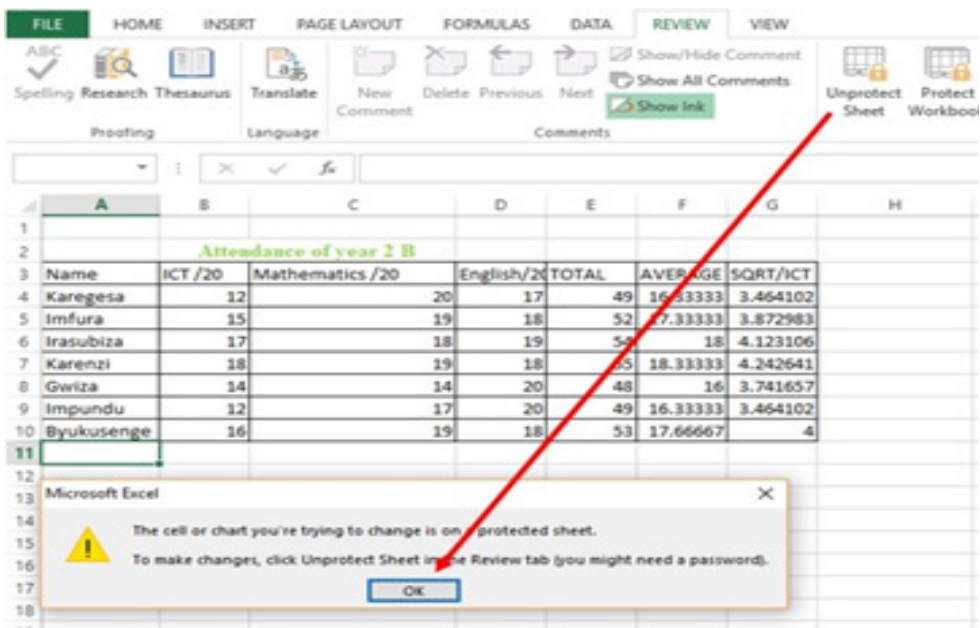 FILE HOME INSERT PAGE LAYOUT FORMULAS DATA REVIEW VIEW
ABC
Spelling Research Thesaurus Translate New Comment Delete Previous Next Show/Hide Comment Show All Comments Show Ink Unprotect Sheet Protect Workbook
Proofing Language Comments
fx
A B C D E F G H
1
2 Attendance of year 2 B
3 Name ICT /20 Mathematics /20 English/20 TOTAL AVERAGE SQRT/ICT
4 Karegesa 12 20 17 49 16.33333 3.464102
5 Imfura 15 19 18 52 17.33333 3.872983
6 Irasubiza 17 18 19 54 18 4.123106
7 Karenzi 18 19 18 55 18.33333 4.242641
8 Gwiza 14 14 20 48 16 3.741657
9 Impundu 12 17 20 49 16.33333 3.464102
10 Byukusenge 16 19 18 53 17.66667 4
11
12
13 Microsoft Excel
14 The cell or chart you're trying to change is on a protected sheet.
15
16 To make changes, click Unprotect Sheet in the Review tab (you might need a password).
17 OK
18